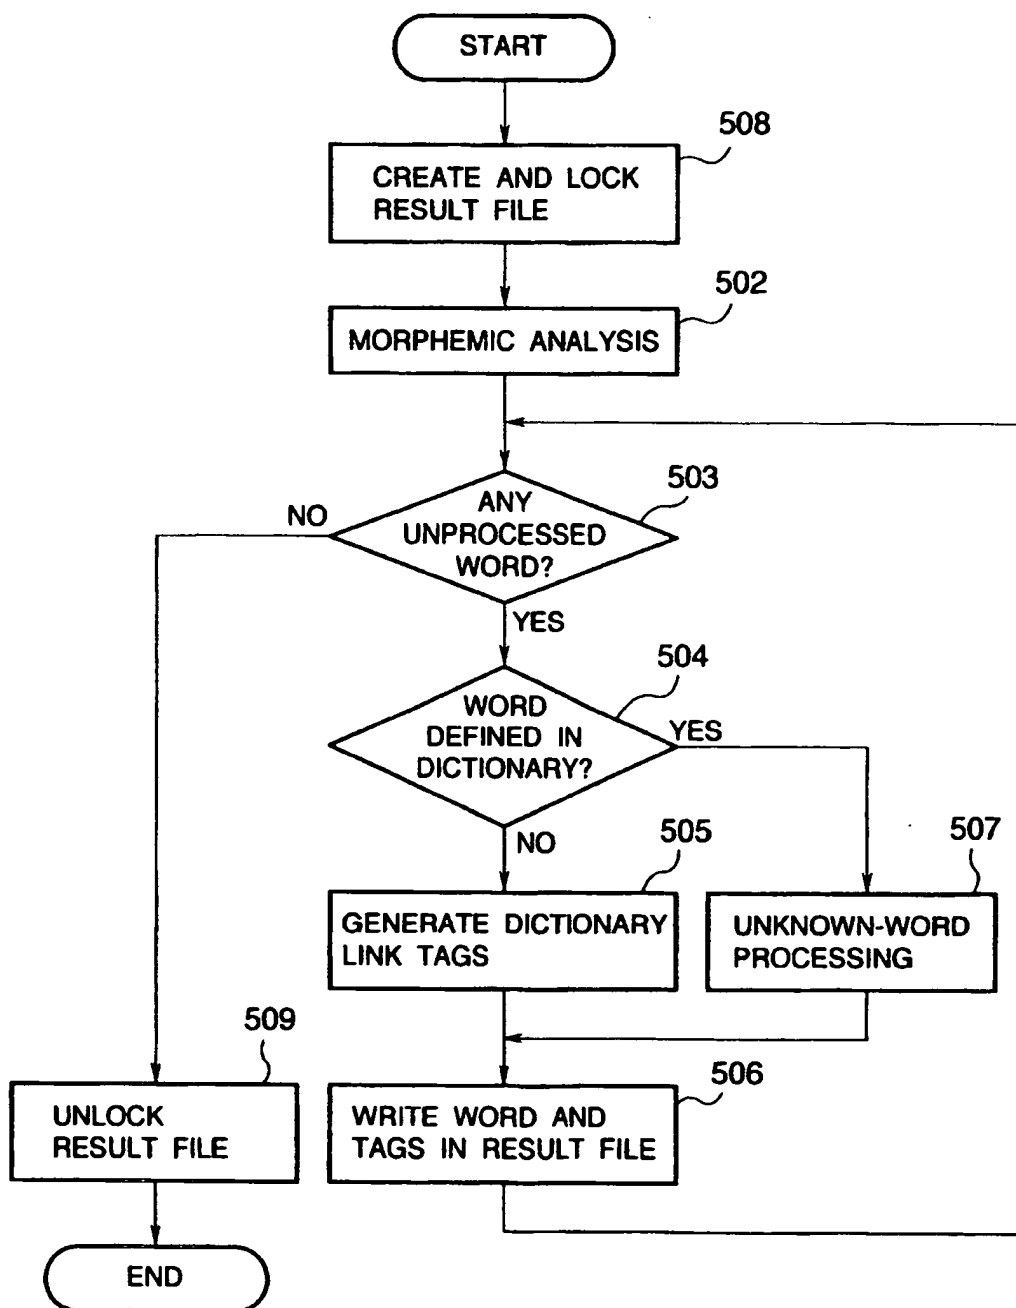 START
508
CREATE AND LOCK
RESULT FILE
502
MORPHEMIC ANALYSIS
503
ANY
UNPROCESSED
WORD?
NO
YES
504
WORD
DEFINED IN
DICTIONARY?
YES
NO
505
GENERATE DICTIONARY
LINK TAGS
507
UNKNOWN-WORD
PROCESSING
509
UNLOCK
RESULT FILE
506
WRITE WORD AND
TAGS IN RESULT FILE
END